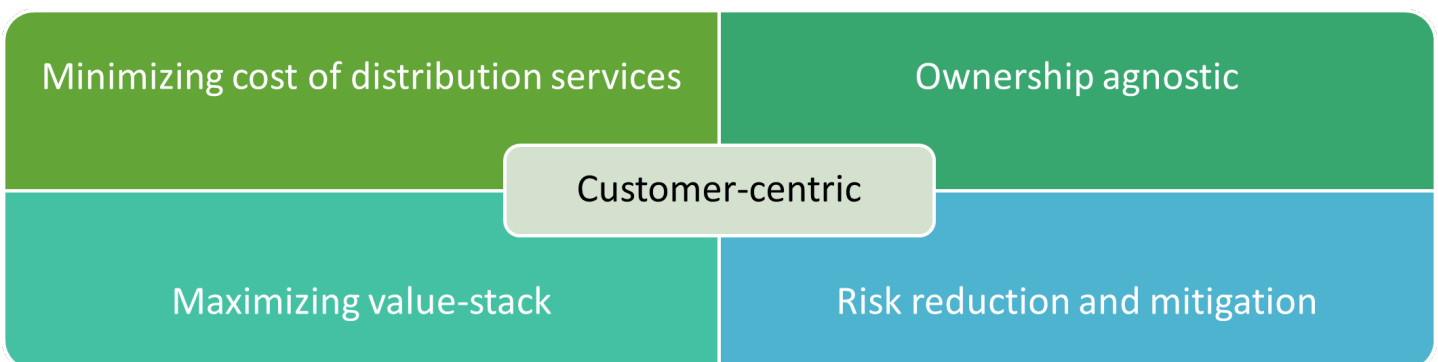 Minimizing cost of distribution services
Ownership agnostic
Customer-centric
Maximizing value-stack
Risk reduction and mitigation